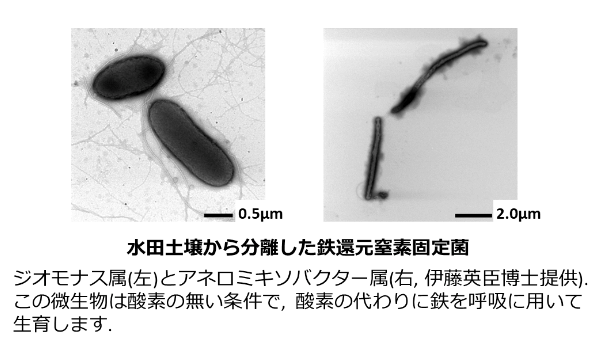 0.5μm
2.0μm
水田土壌から分離した鉄還元窒素固定菌
ジオモナス属(左)とアネロミキソバクター属(右, 伊藤英臣博士提供).
この微生物は酸素の無い条件で, 酸素の代わりに鉄を呼吸に用いて
生育します.